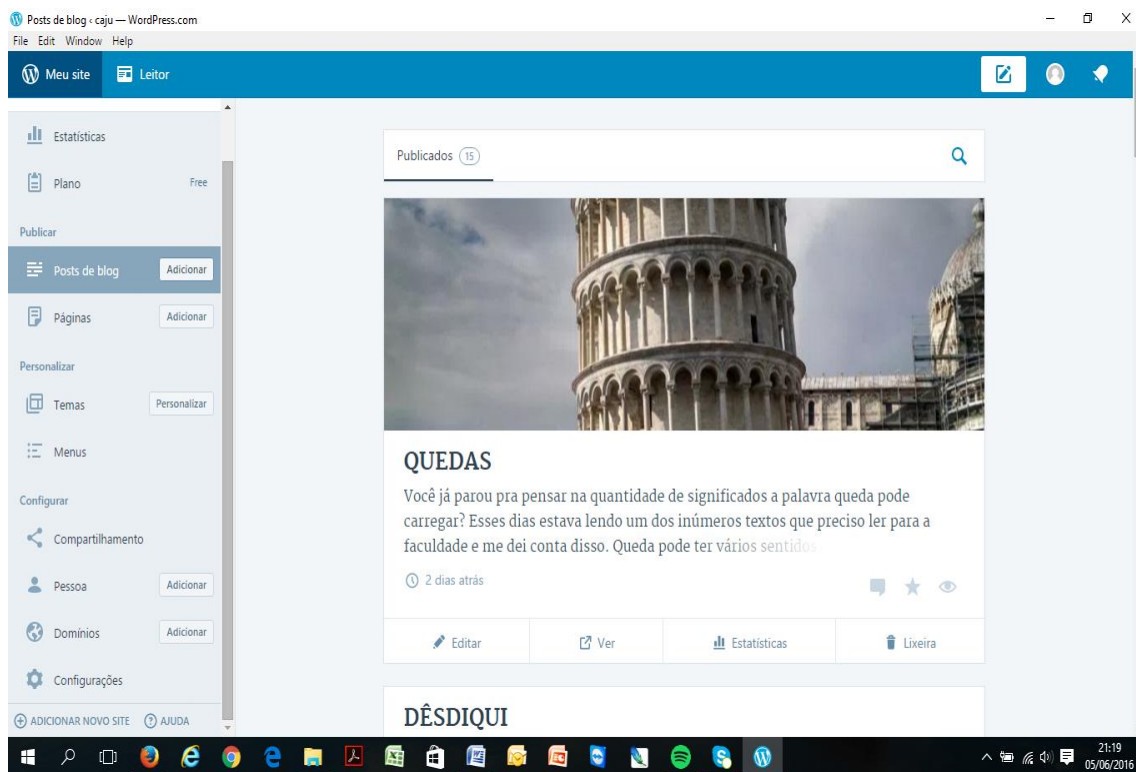 Posts de blog ‹ caju — WordPress.com
File Edit Window Help
Meu site Leitor
Estatísticas
Plano Free
Publicar
Posts de blog Adicionar
Páginas Adicionar
Personalizar
Temas Personalizar
Menus
Configurar
Compartilhamento
Pessoa Adicionar
Domínios Adicionar
Configurações
ADICIONAR NOVO SITE AJUDA
Publicados 15
QUEDAS
Você já parou pra pensar na quantidade de significados a palavra queda pode
carregar? Esses dias estava lendo um dos inúmeros textos que preciso ler para a
faculdade e me dei conta disso. Queda pode ter vários sentidos
2 dias atrás
Editar Ver Estatísticas Lixeira
DÊSDIQUI
21:19
05/06/2016